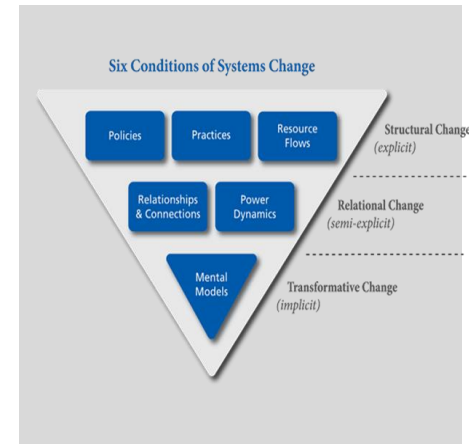 Six Conditions of Systems Change
Policies
Practices
Resource
Flows
Structural Change
(explicit)
Relationships
& Connections
Power
Dynamics
Relational Change
(semi-explicit)
Mental
Models
Transformative Change
(implicit)